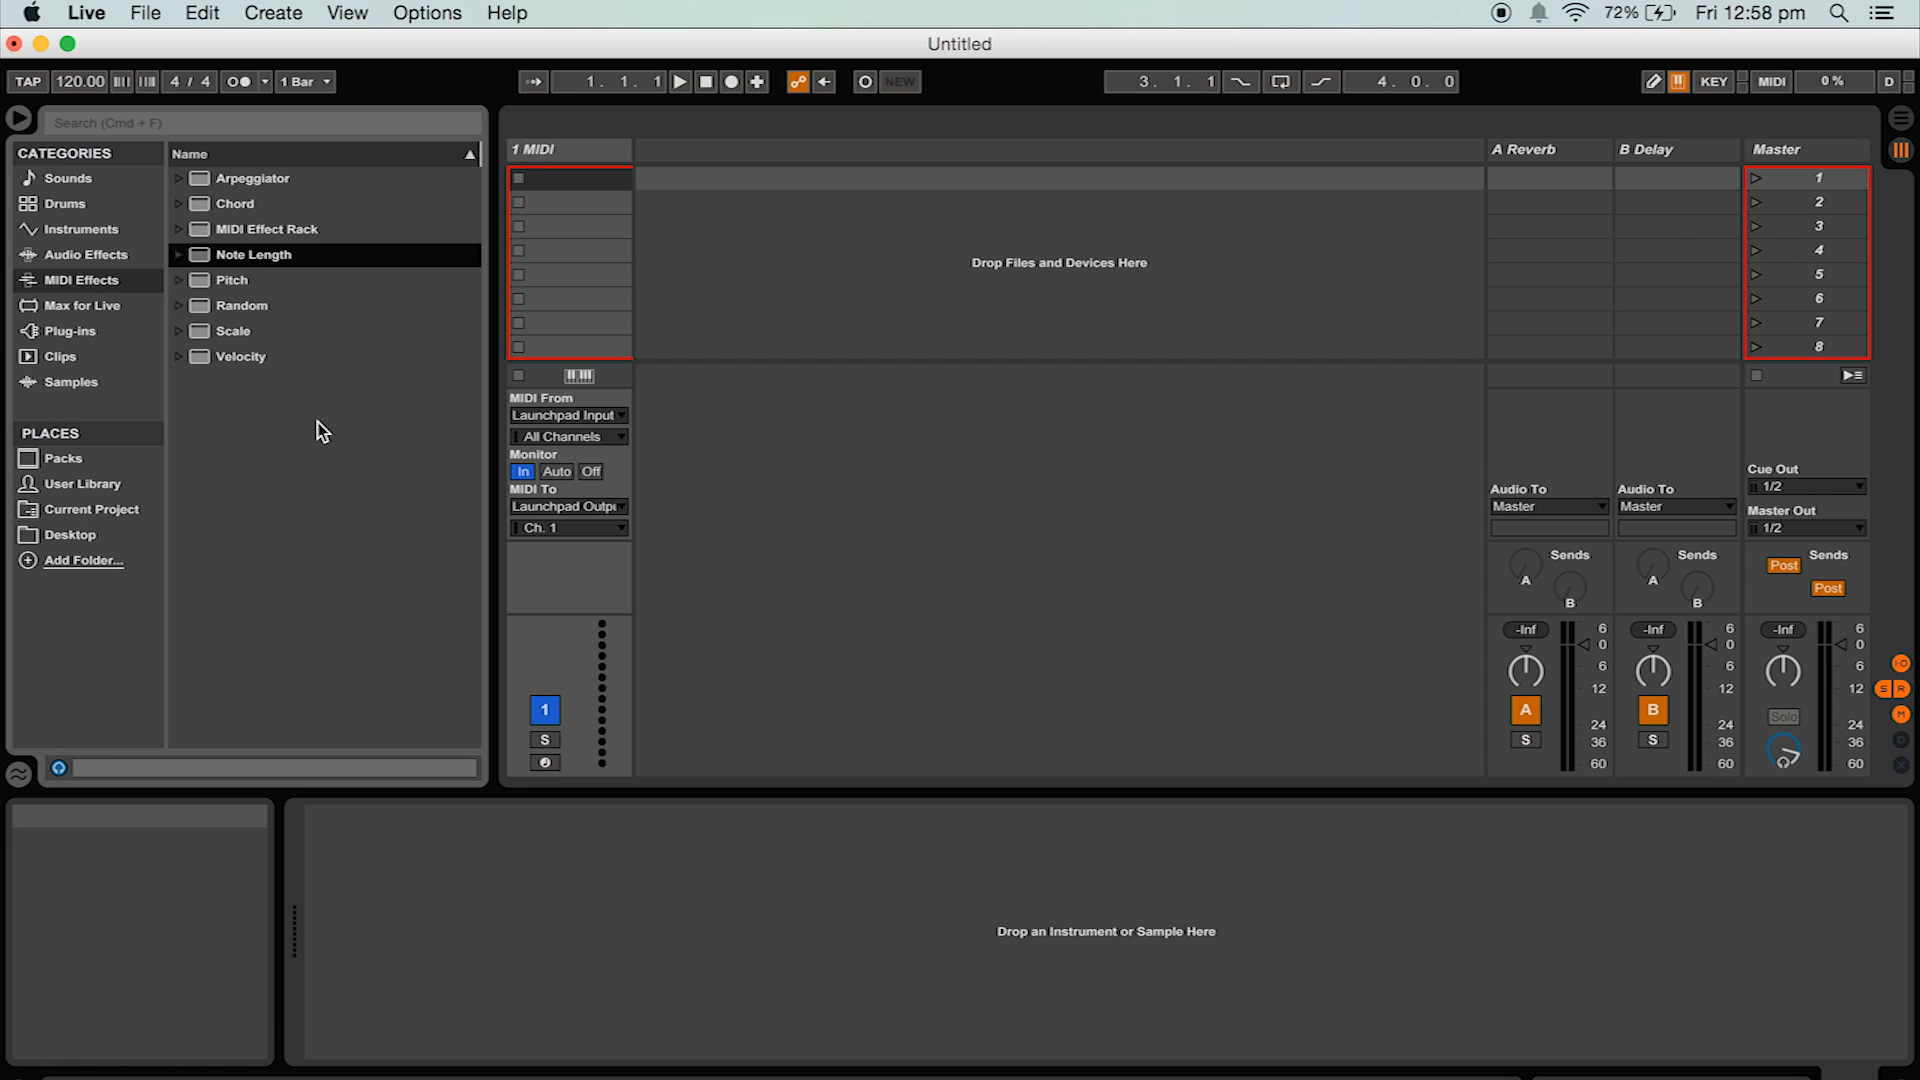 Live File Edit Create View Options Help 72% Fri 12:58 pm
Untitled
TAP 120.00 4 / 4 1 Bar 1. 1. 1 NEW 3. 1. 1 4. 0. 0 KEY MIDI 0 % D
Search (Cmd + F)
CATEGORIES
Sounds
Drums
Instruments
Audio Effects
MIDI Effects
Max for Live
Plug-ins
Clips
Samples
PLACES
Packs
User Library
Current Project
Desktop
Add Folder...
Name
Arpeggiator
Chord
MIDI Effect Rack
Note Length
Pitch
Random
Scale
Velocity
1 MIDI
MIDI From
Launchpad Input
All Channels
Monitor
In Auto Off
MIDI To
Launchpad Outpu
Ch. 1
1
S
Drop Files and Devices Here
A Reverb
Audio To
Master
Sends
A
B
-Inf
6
0
6
12
24
36
60
A
S
B Delay
Audio To
Master
Sends
A
B
-Inf
6
0
6
12
24
36
60
B
S
Master
1
2
3
4
5
6
7
8
Cue Out
1/2
Master Out
1/2
Sends
Post
Post
-Inf
6
0
6
12
24
36
60
Solo
I·O
S R
M
D
X
Drop an Instrument or Sample Here